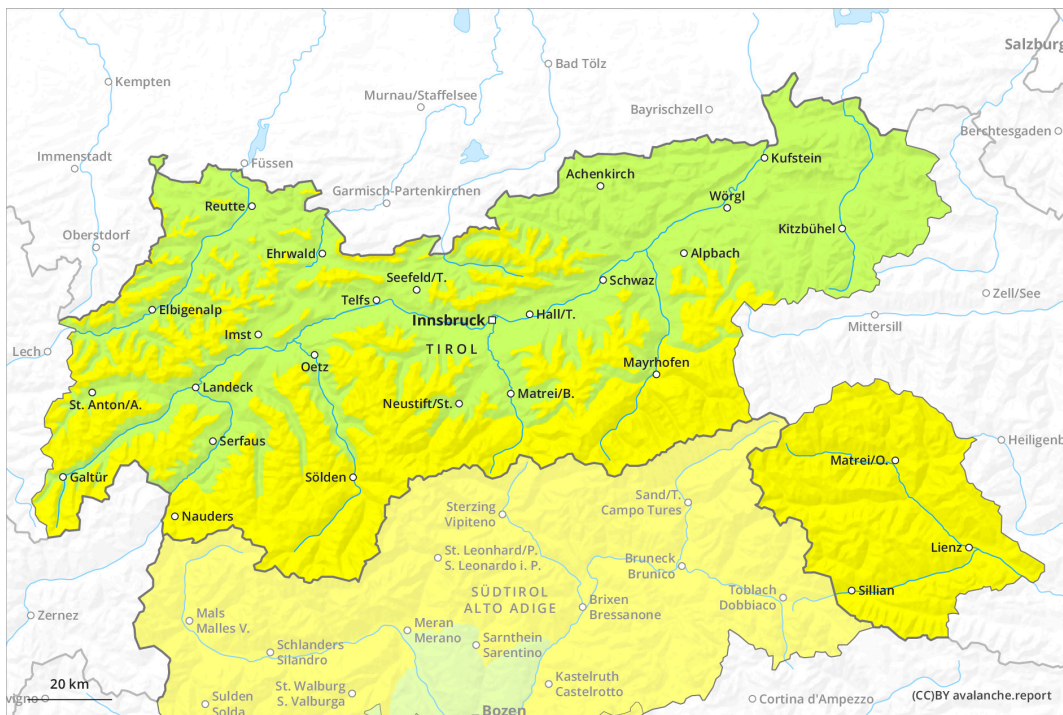 Salzburg
Kempten
Bad Tölz
Murnau/Staffelsee
Bayrischzell
Berchtesgaden
Immenstadt
Füssen
Kufstein
Achenkirch
Garmisch-Partenkirchen
Reutte
Wörgl
Oberstdorf
Kitzbühel
Ehrwald
Alpbach
Seefeld/T.
Schwaz
Zell/See
Telfs
Elbigenalp
Innsbruck
Hall/T.
Mittersill
Imst
Lech
TIROL
Oetz
Mayrhofen
Landeck
St. Anton/A.
Neustift/St.
Matrei/B.
Serfaus
Heiligenb
Matrei/O.
Galtür
Sölden
Sand/T.
Campo Tures
Sterzing
Vipiteno
Nauders
Lienz
St. Leonhard/P.
S. Leonardo i. P.
Bruneck
Brunico
Sillian
SÜDTIROL
ALTO ADIGE
Toblach
Dobbiaco
Brixen
Bressanone
Zernez
Mals
Malles V.
Meran
Merano
Sarnthein
Sarentino
Schlanders
Silandro
Kastelruth
Castelrotto
20 km
St. Walburg
S. Valburga
vigno
Sulden
Solda
Cortina d'Ampezzo
(CC)BY avalanche.report
Bozen